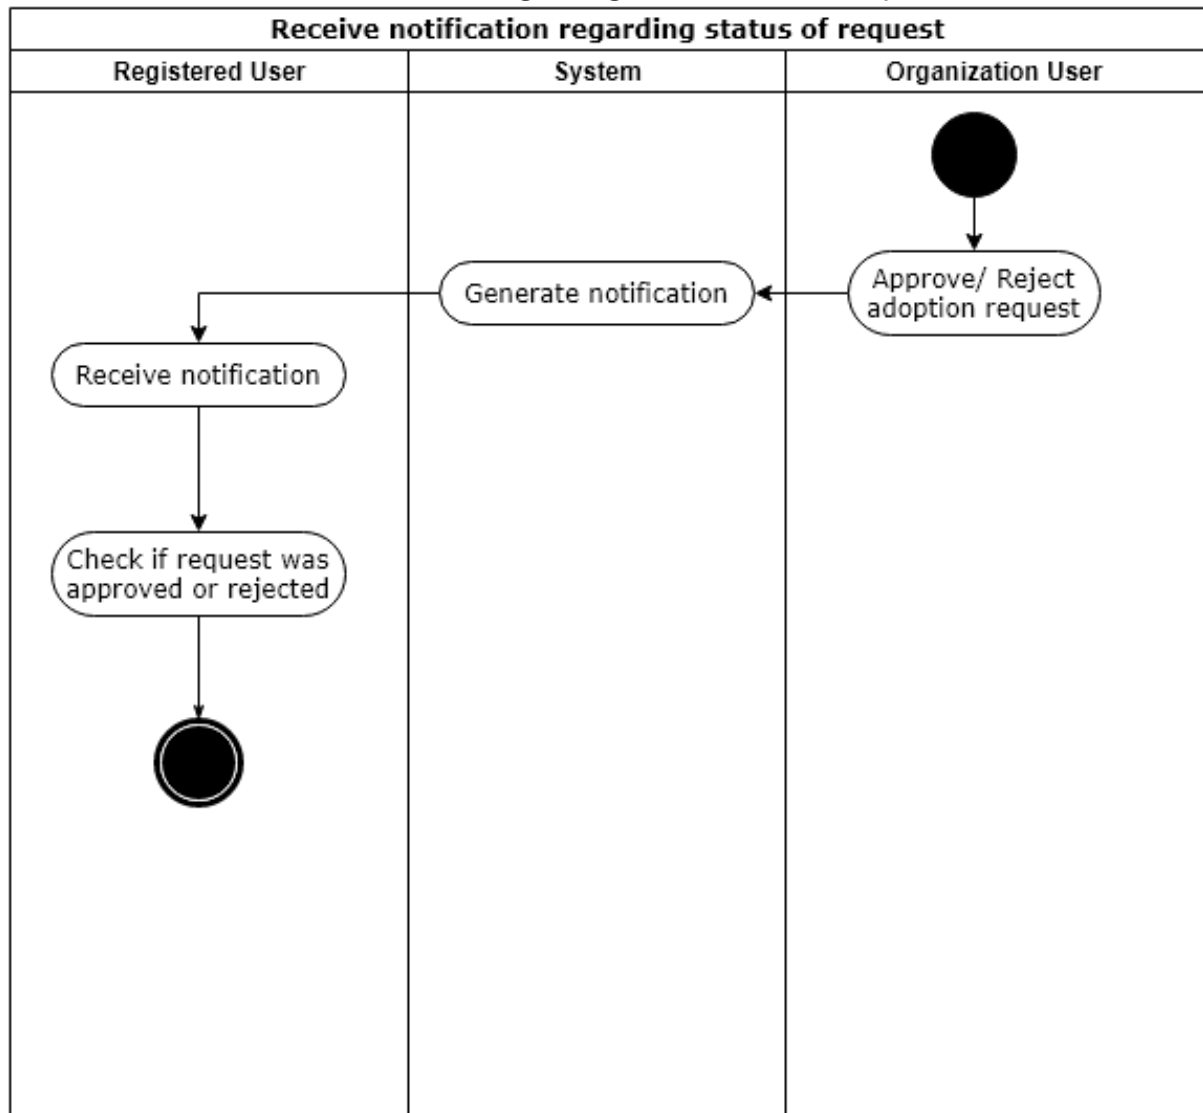 Receive notification regarding status of request
Registered User
System
Organization User
Approve/ Reject
adoption request
Generate notification
Receive notification
Check if request was
approved or rejected